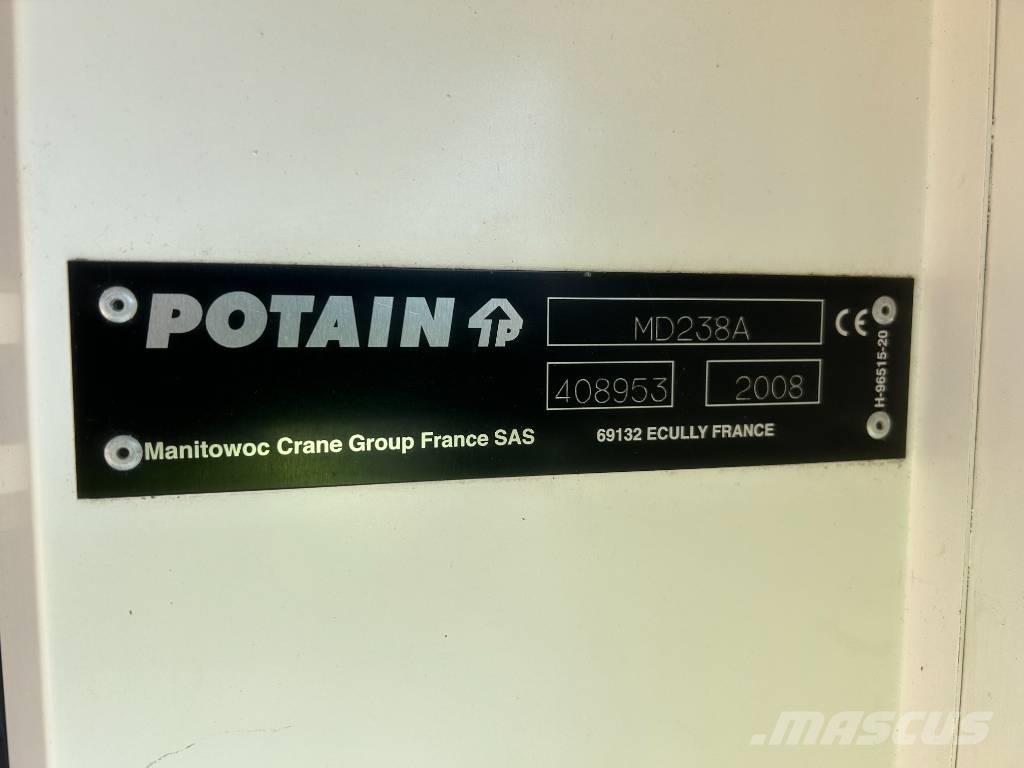 POTAIN
MD238A
CE
408953
2008
H-96515-20
Manitowoc Crane Group France SAS
69132 ECULLY FRANCE
.MASCUS